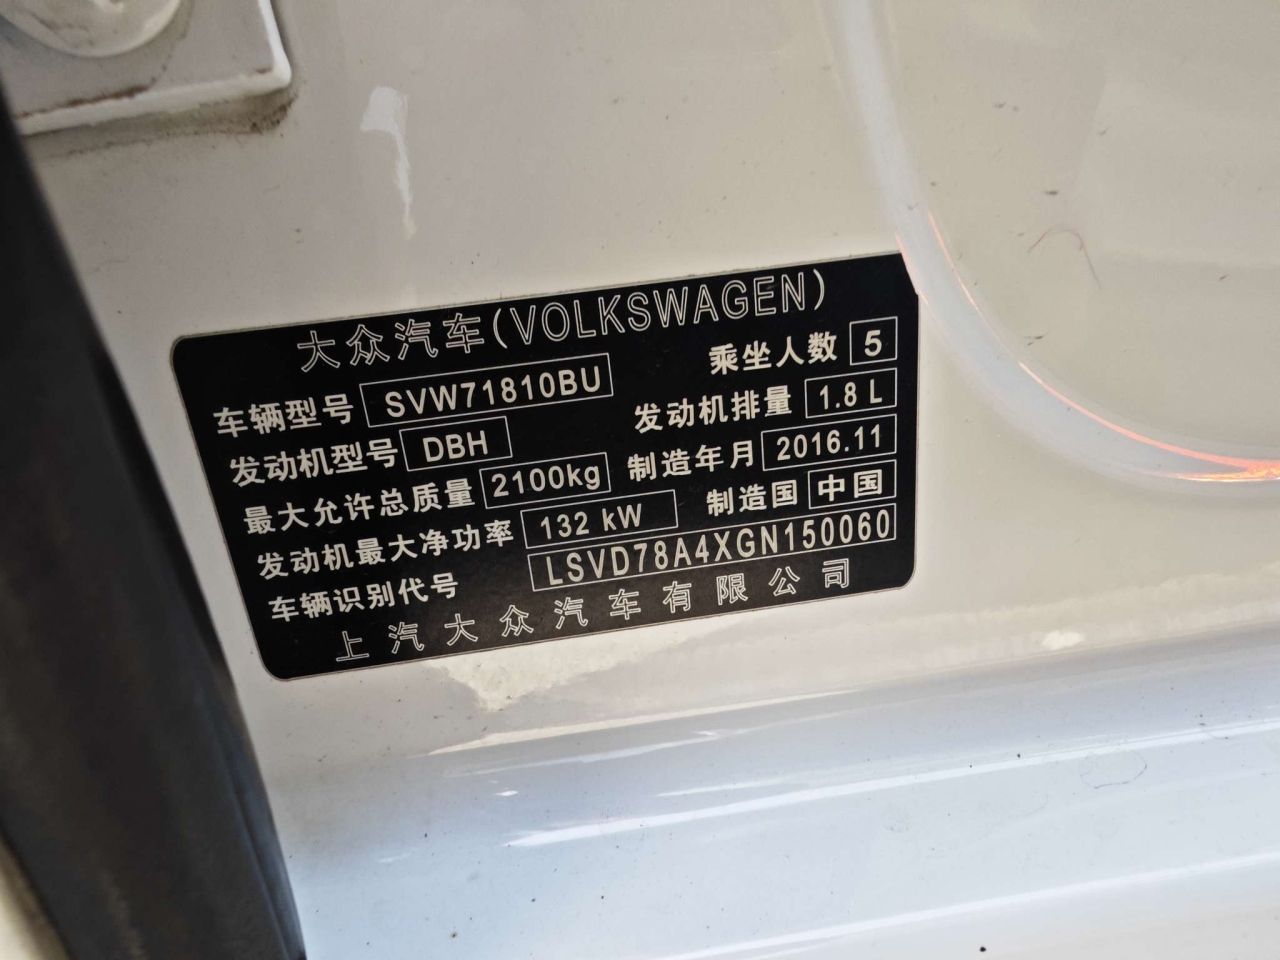 大众汽车(VOLKSWAGEN)
车辆型号 SVW71810BU 乘坐人数 5
发动机型号 DBH 发动机排量 1.8 L
最大允许总质量 2100kg 制造年月 2016.11
发动机最大净功率 132 kW 制造国 中国
车辆识别代号 LSVD78A4XGN150060
上汽大众汽车有限公司